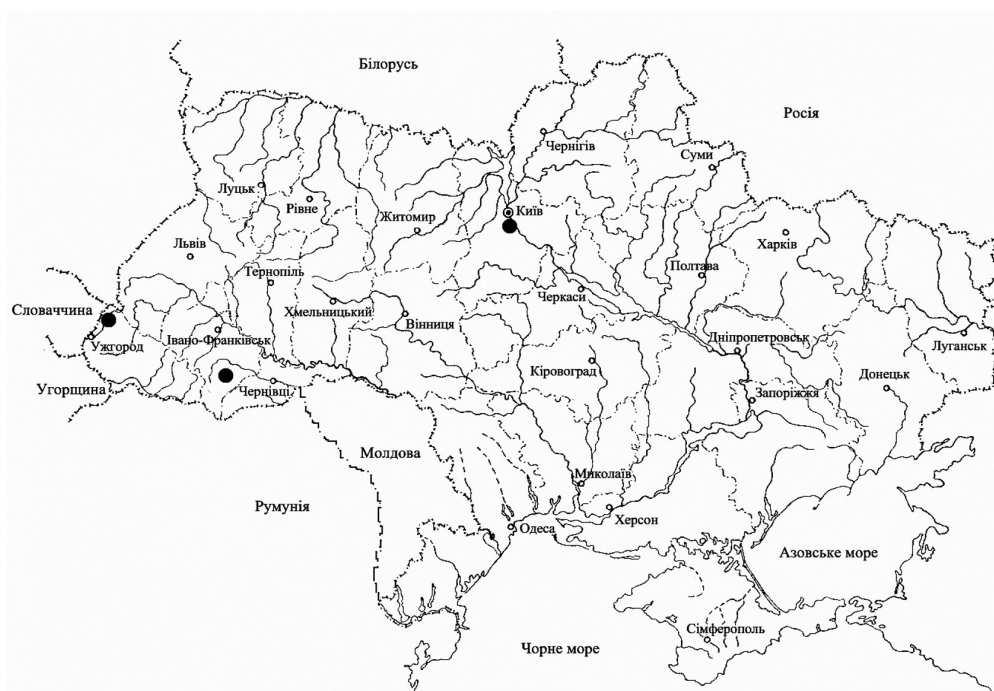 Білорусь
Росія
Чернігів
Суми
Луцьк
Рівне
Київ
Житомир
Харків
Львів
Тернопіль
Полтава
Черкаси
Словаччина
Хмельницький
Вінниця
Івано-Франківськ
Дніпропетровськ
Луганськ
Ужгород
Кіровоград
Донецьк
Угорщина
Чернівці
Запоріжжя
Молдова
Миколаїв
Румунія
Херсон
Одеса
Азовське море
Сімферополь
Чорне море